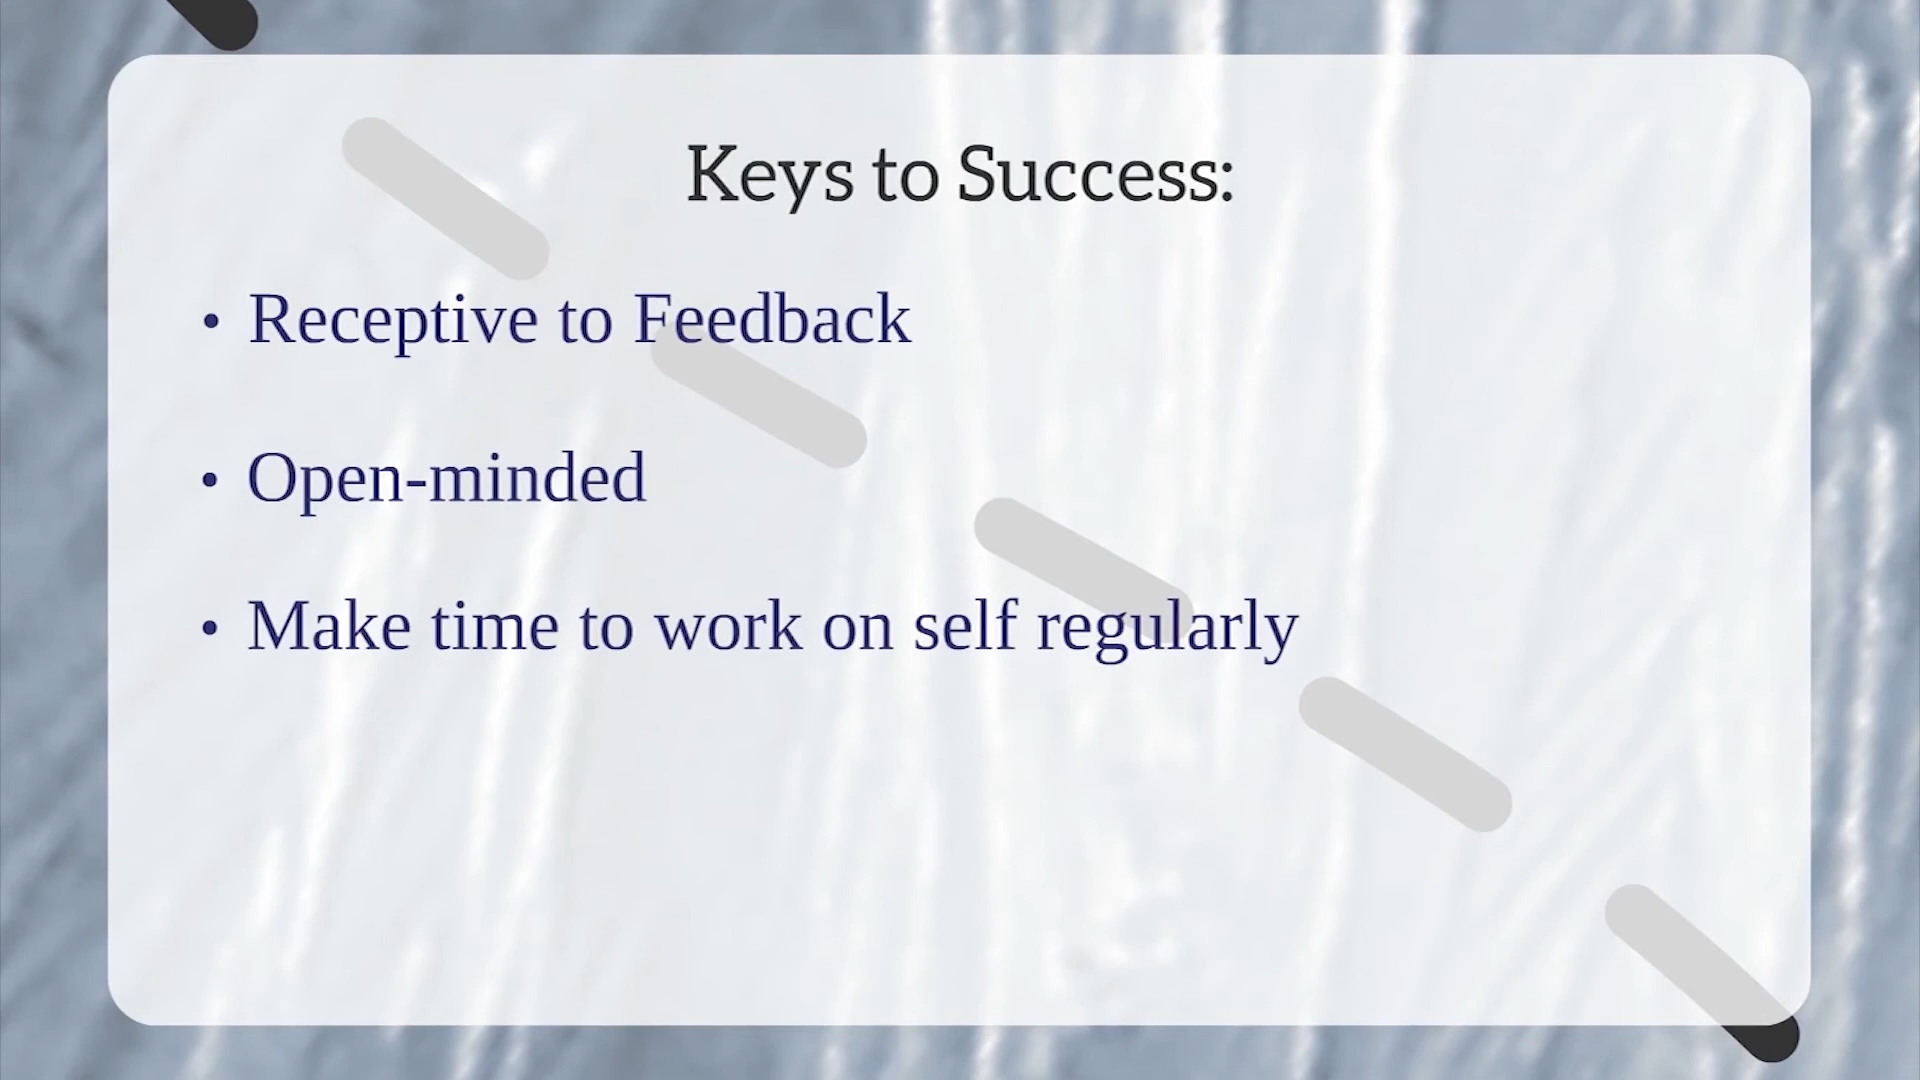 Keys to Success:
• Receptive to Feedback
• Open-minded
• Make time to work on self regularly